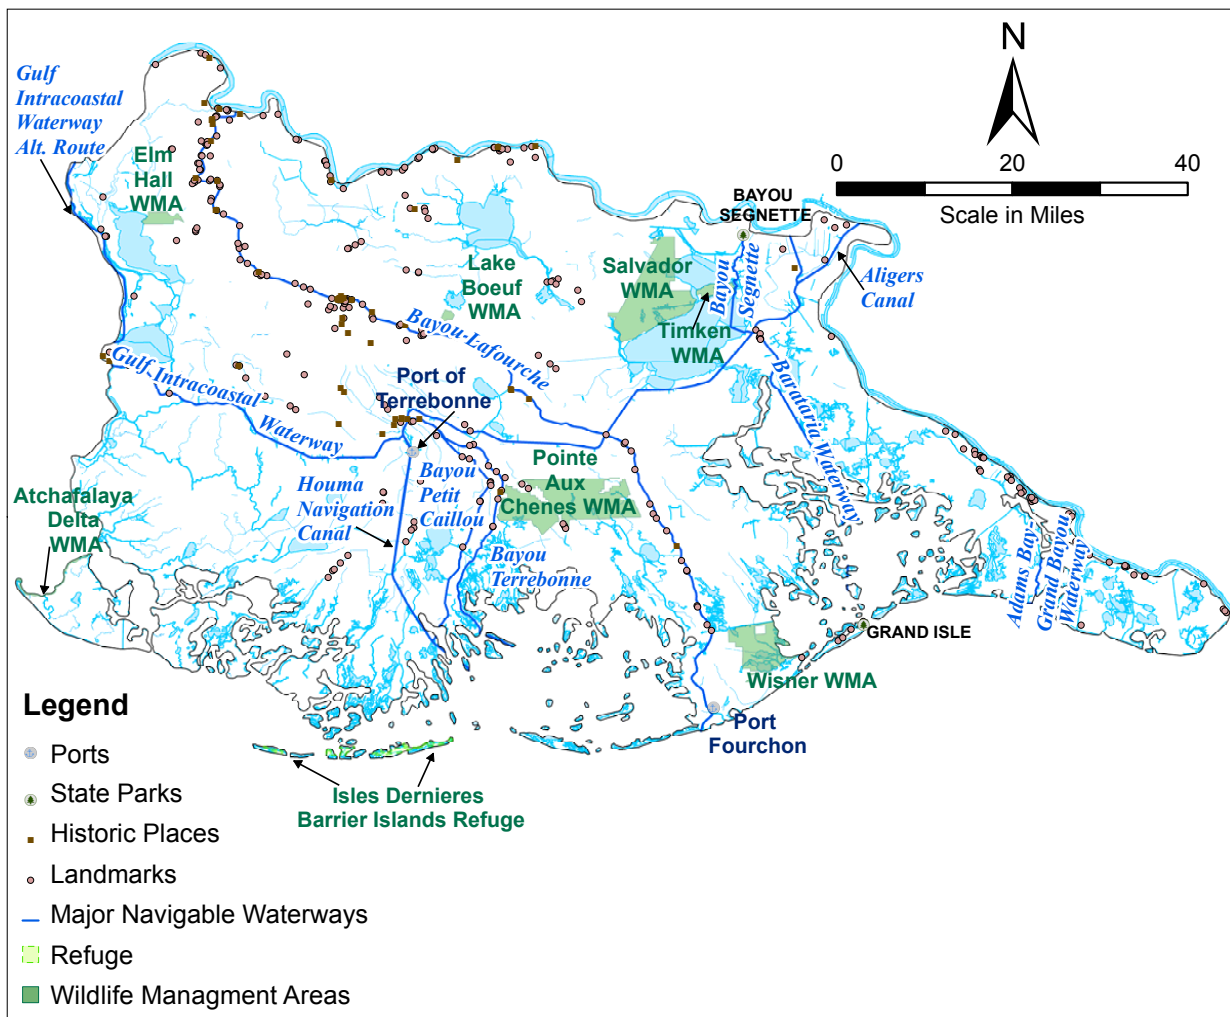 N
Gulf
Intracoastal
Waterway
Alt. Route
Elm
Hall
WMA
0 20 40
Scale in Miles
BAYOU
SEGNETTE
Lake
Boeuf
WMA
Salvador
WMA
Bayou
Segnette
Aligers
Canal
Timken
WMA
Bayou-Lafourche
Gulf Intracoastal
Waterway
Port of
Terrebonne
Barataria Waterway
Atchafalaya
Delta
WMA
Houma
Navigation
Canal
Bayou
Petit
Caillou
Pointe
Aux
Chenes WMA
Bayou
Terrebonne
Adams Bay-
Grand Bayou
Waterway
GRAND ISLE
Wisner WMA
Port
Fourchon
Isles Dernieres
Barrier Islands Refuge
Legend
Ports
State Parks
Historic Places
Landmarks
Major Navigable Waterways
Refuge
Wildlife Managment Areas